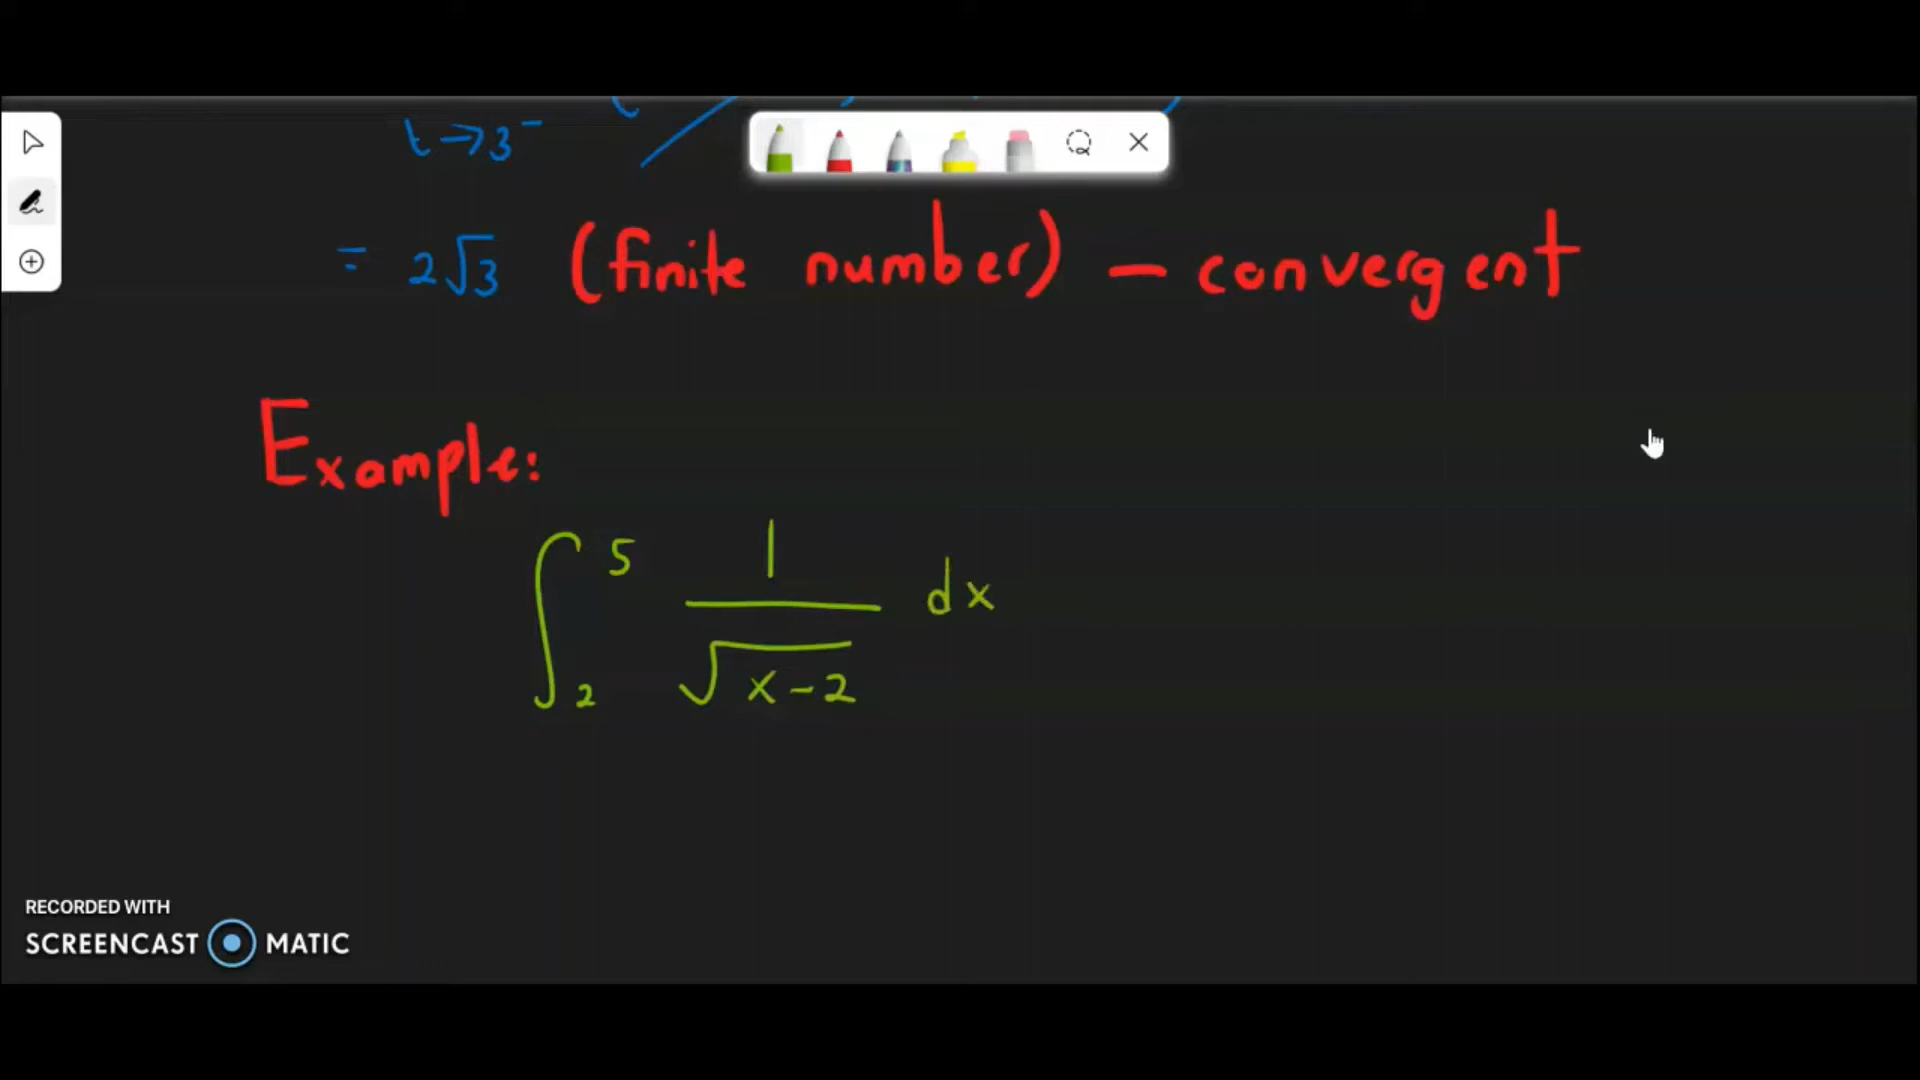 t→3⁻
= 2√3 (finite number) — convergent
Example:
∫₂⁵ 1/√(x-2) dx
RECORDED WITH
SCREENCAST MATIC